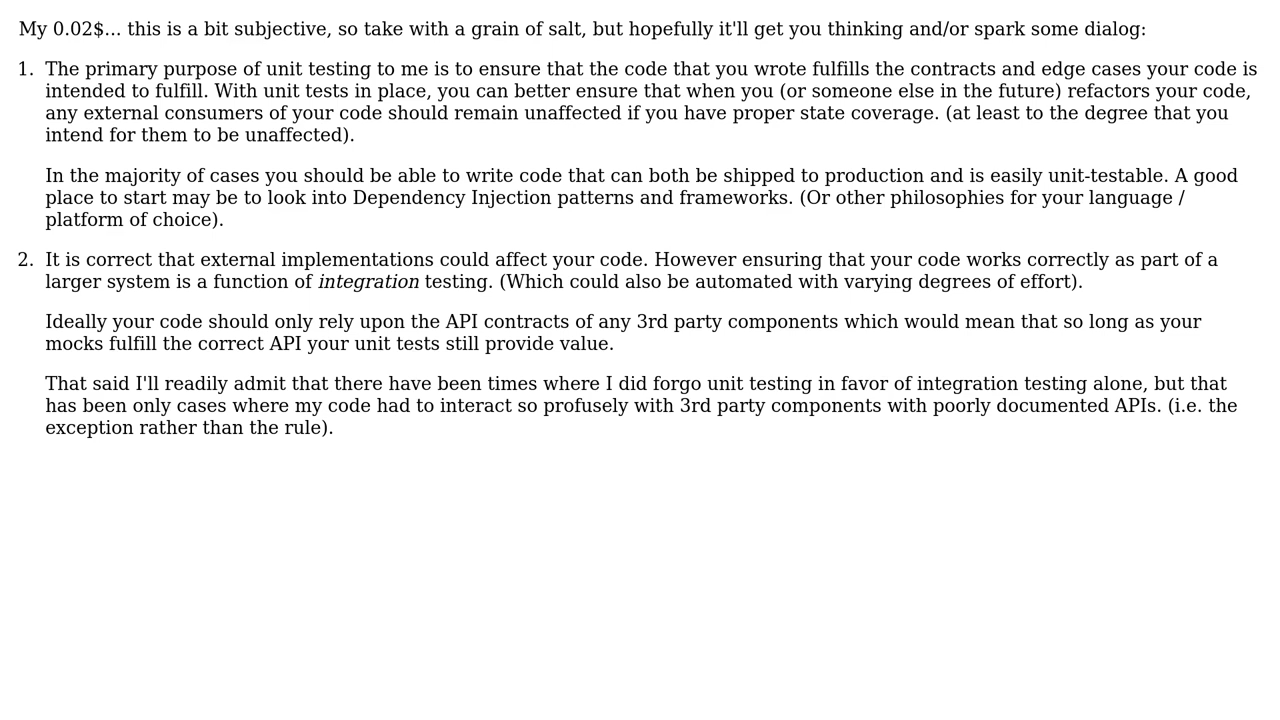 My 0.02$... this is a bit subjective, so take with a grain of salt, but hopefully it'll get you thinking and/or spark some dialog:
1. The primary purpose of unit testing to me is to ensure that the code that you wrote fulfills the contracts and edge cases your code is
intended to fulfill. With unit tests in place, you can better ensure that when you (or someone else in the future) refactors your code,
any external consumers of your code should remain unaffected if you have proper state coverage. (at least to the degree that you
intend for them to be unaffected).
In the majority of cases you should be able to write code that can both be shipped to production and is easily unit-testable. A good
place to start may be to look into Dependency Injection patterns and frameworks. (Or other philosophies for your language /
platform of choice).
2. It is correct that external implementations could affect your code. However ensuring that your code works correctly as part of a
larger system is a function of integration testing. (Which could also be automated with varying degrees of effort).
Ideally your code should only rely upon the API contracts of any 3rd party components which would mean that so long as your
mocks fulfill the correct API your unit tests still provide value.
That said I'll readily admit that there have been times where I did forgo unit testing in favor of integration testing alone, but that
has been only cases where my code had to interact so profusely with 3rd party components with poorly documented APIs. (i.e. the
exception rather than the rule).